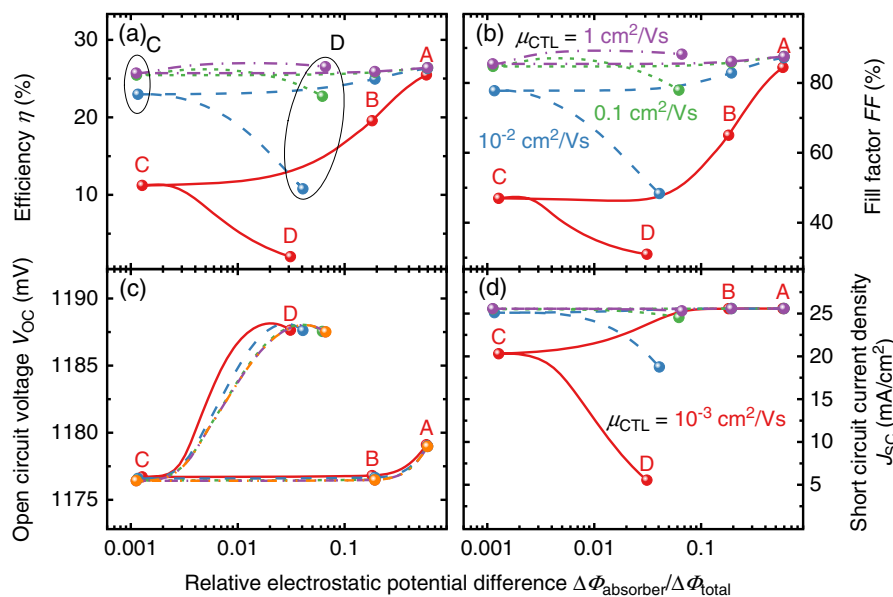 (a)
C
D
A
B
C
D
30
20
10
Efficiency η (%)
(b)
μCTL = 1 cm²/Vs
A
B
0.1 cm²/Vs
10⁻² cm²/Vs
C
D
80
60
40
Fill factor FF (%)
(c)
D
C
B
A
1190
1185
1180
1175
Open circuit voltage VOC (mV)
0.001
0.01
0.1
(d)
B
A
C
μCTL = 10⁻³ cm²/Vs
D
25
20
15
10
5
Short circuit current density
JSC (mA/cm²)
0.001
0.01
0.1
Relative electrostatic potential difference ΔΦabsorber/ΔΦtotal